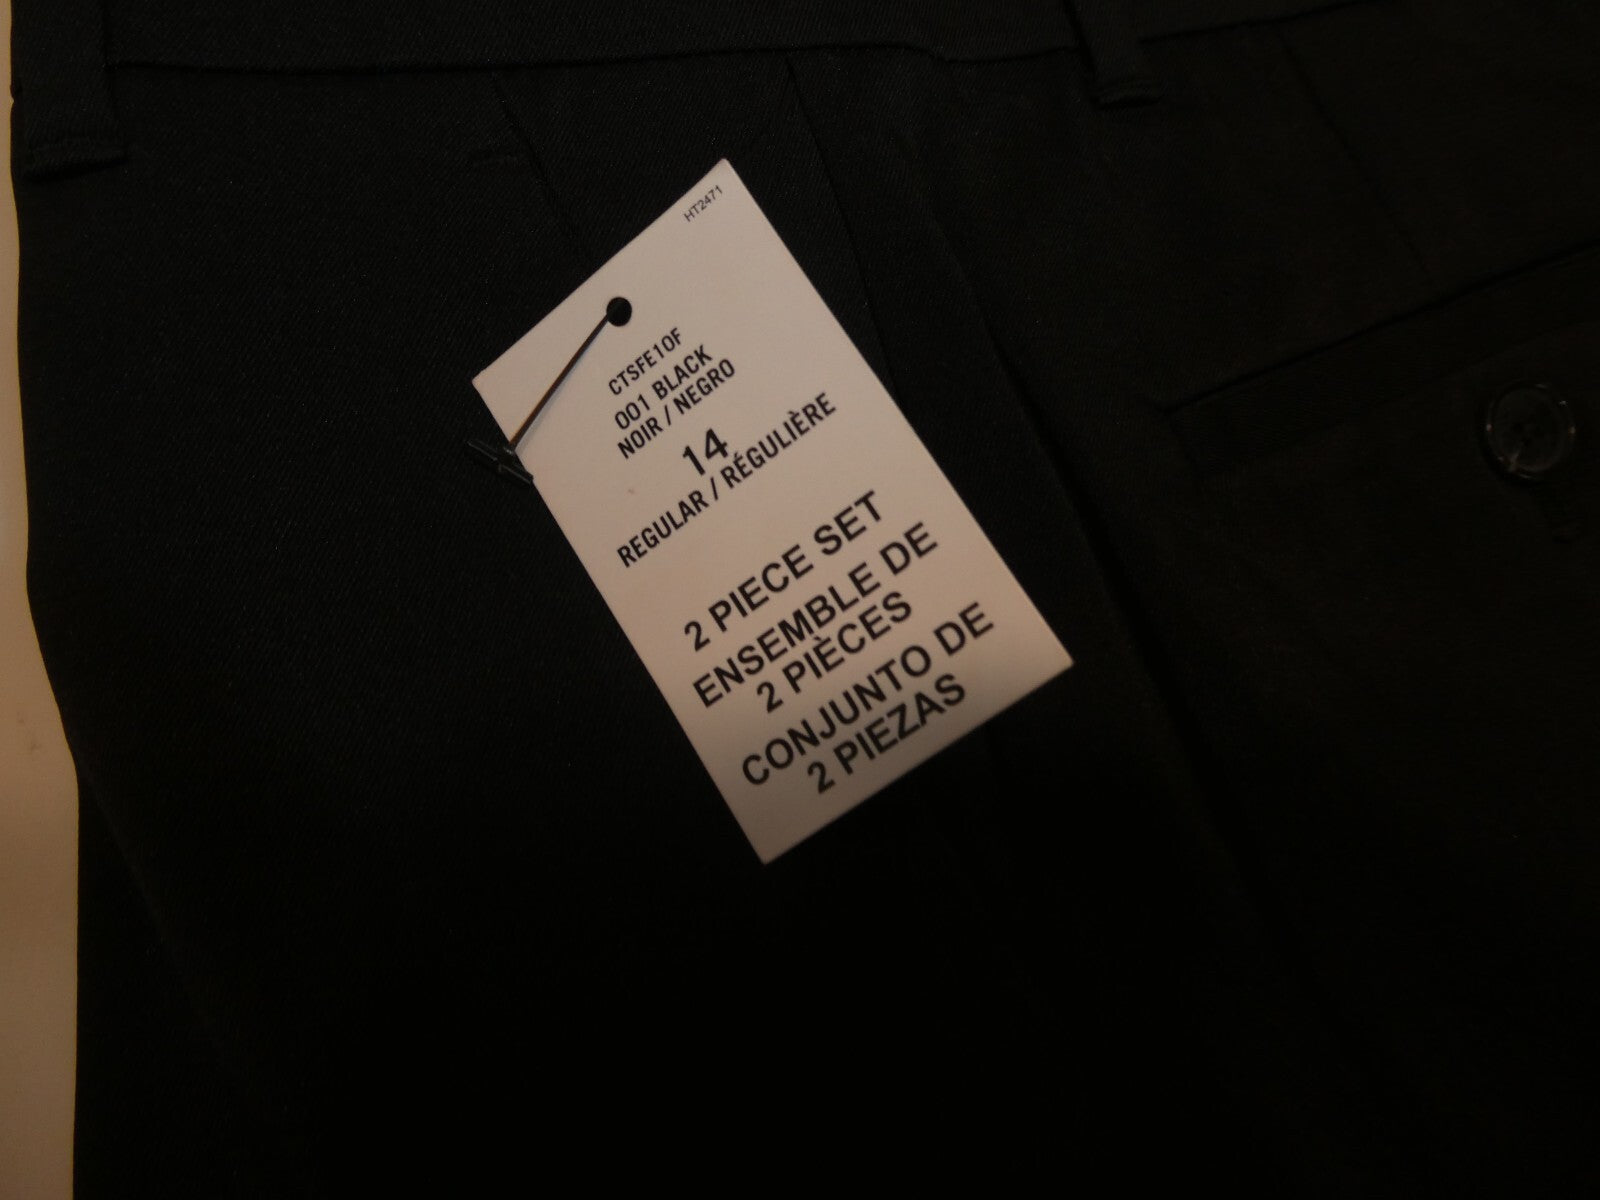 HT2471
CTSFE10F
001 BLACK
NOIR / NEGRO
14
REGULAR / RÉGULIÈRE
2 PIECE SET
ENSEMBLE DE
2 PIÈCES
CONJUNTO DE
2 PIEZAS